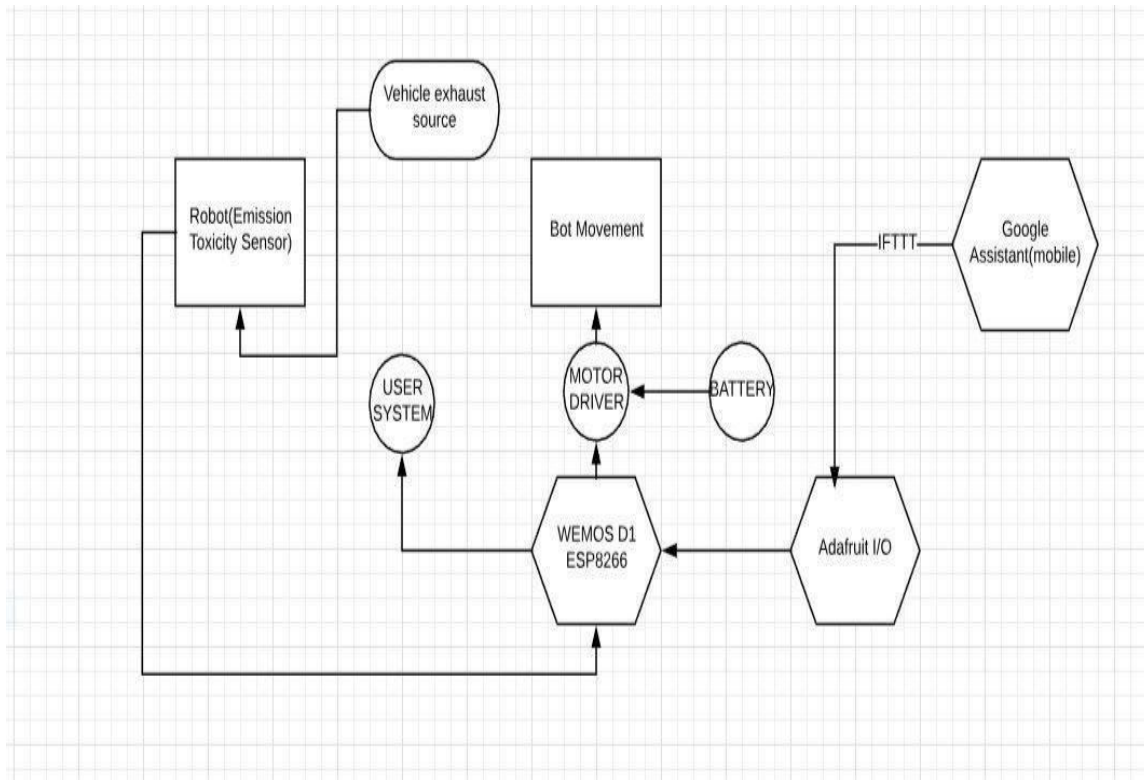 Vehicle exhaust
source
Robot(Emission
Toxicity Sensor)
Bot Movement
IFTTT
Google
Assistant(mobile)
USER
SYSTEM
MOTOR
DRIVER
BATTERY
WEMOS D1
ESP8266
Adafruit I/O